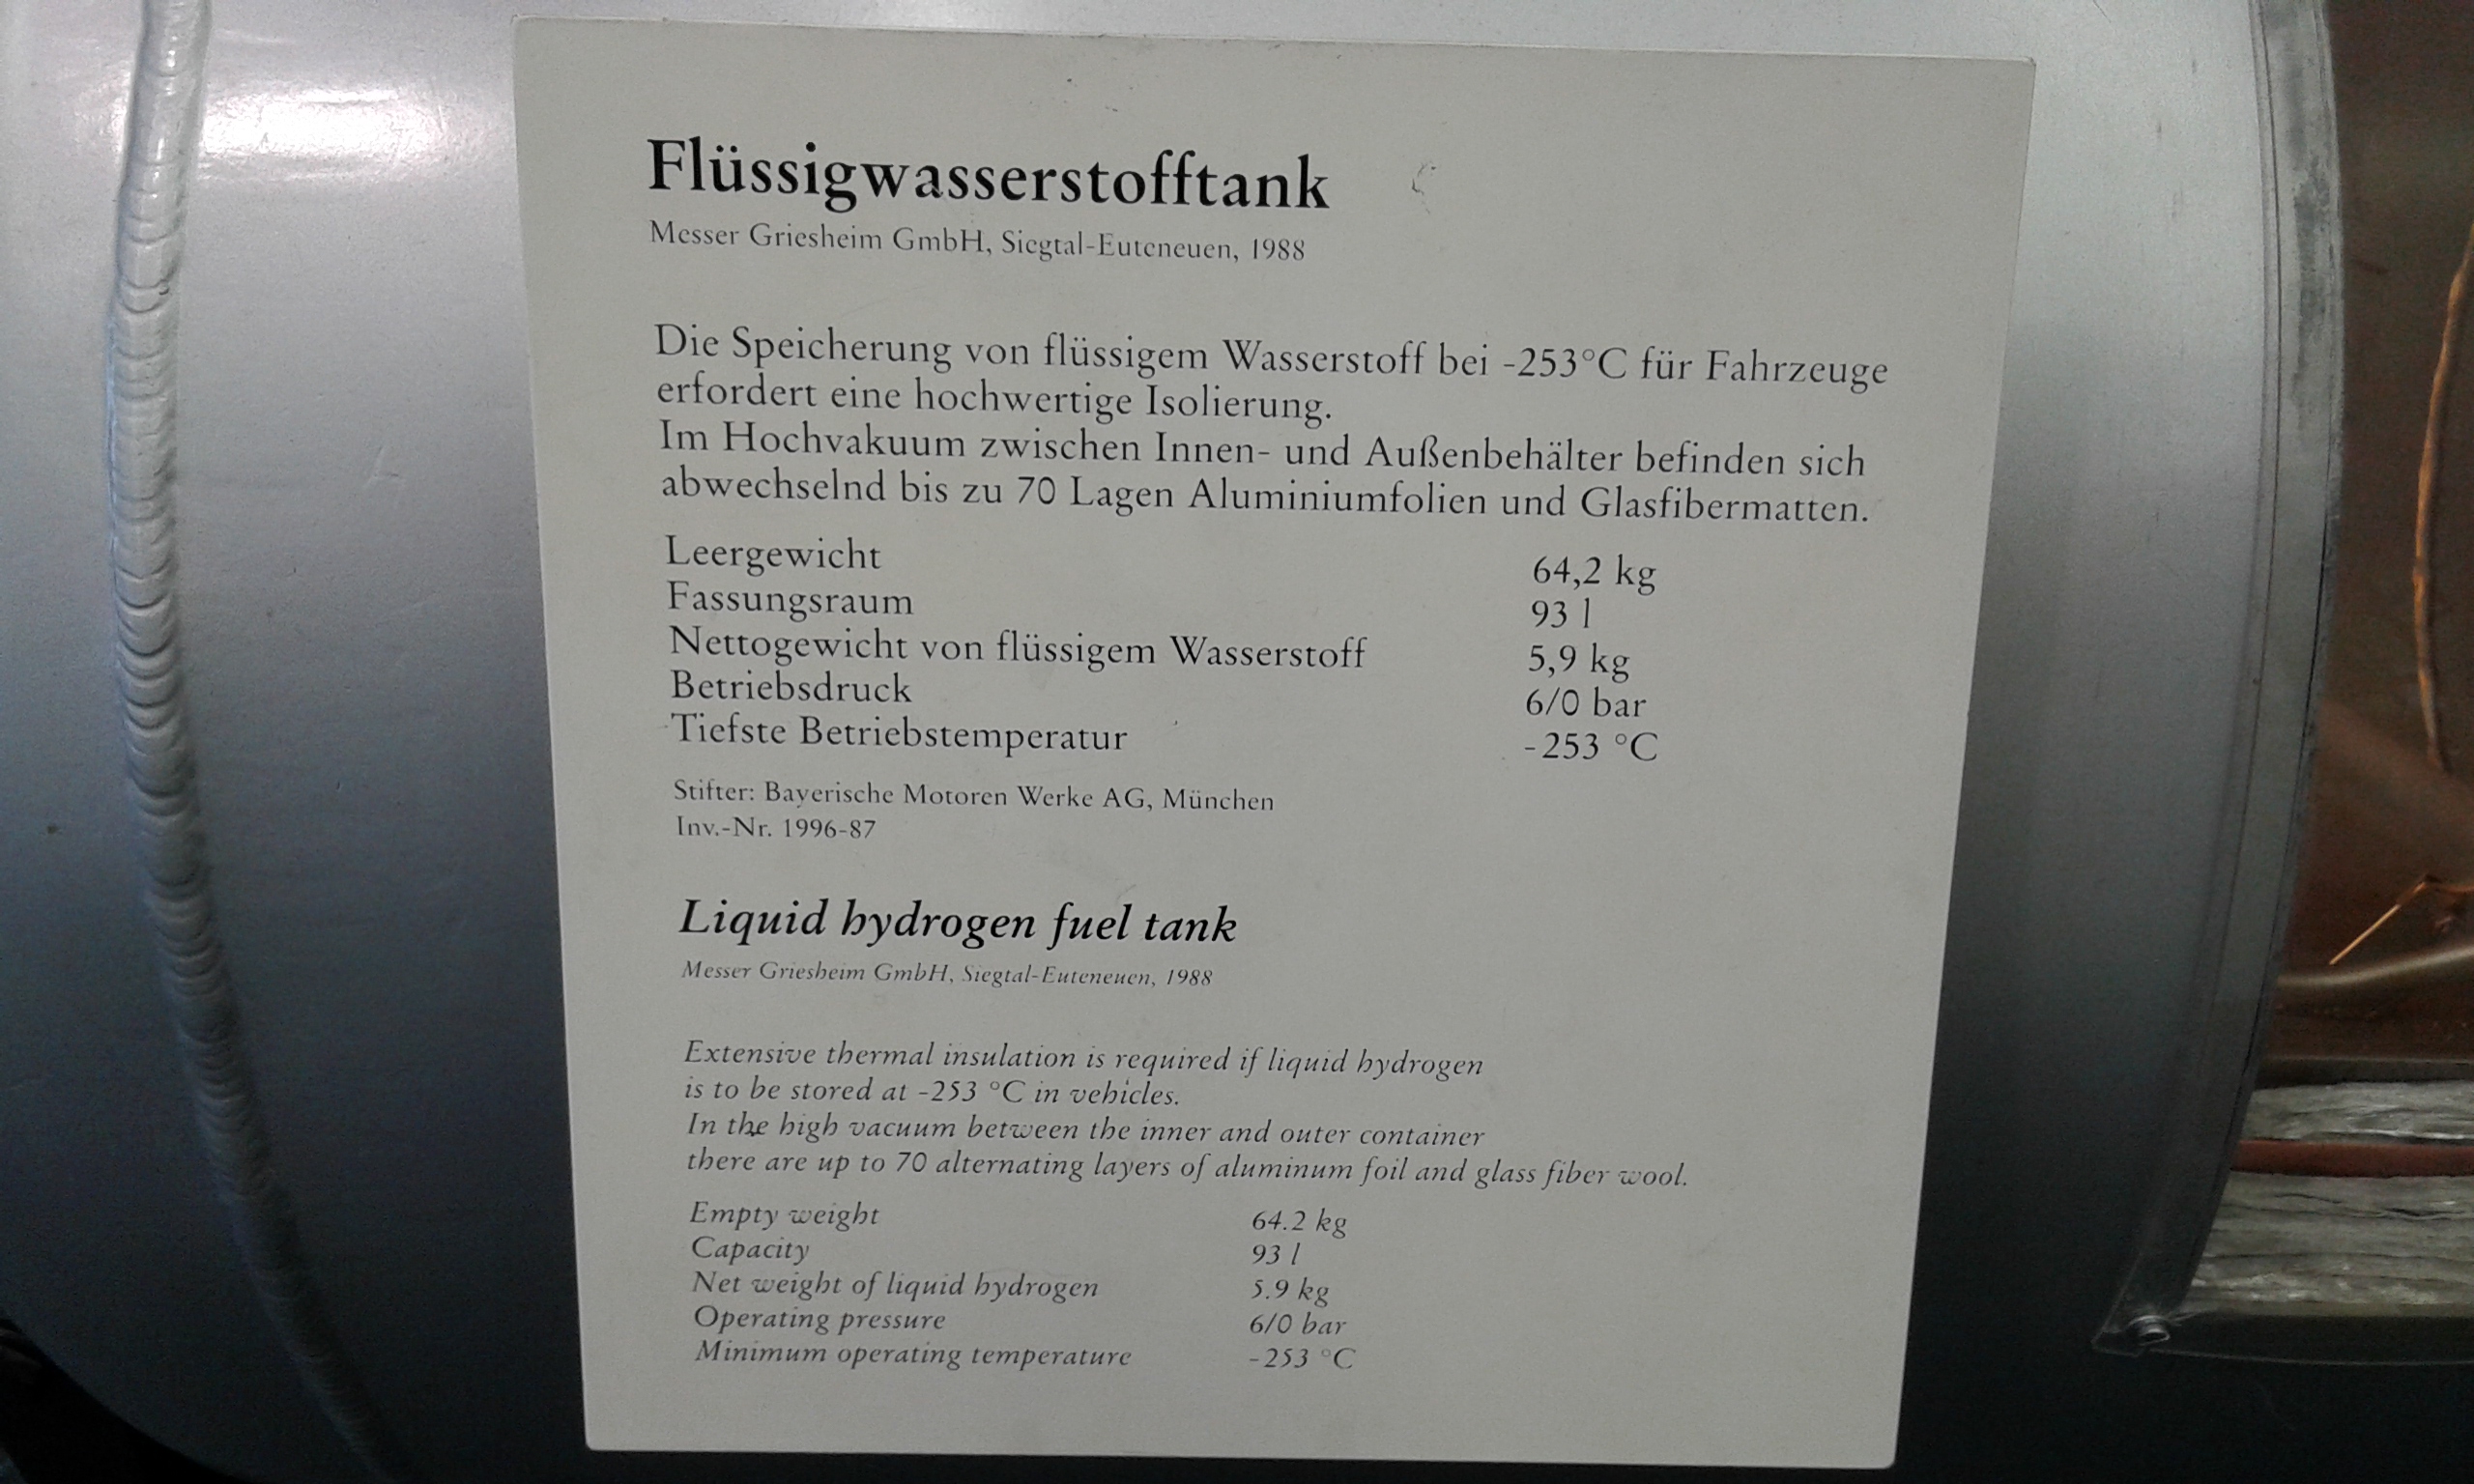 Flüssigwasserstofftank
Messer Griesheim GmbH, Siegtal-Euteneuen, 1988
Die Speicherung von flüssigem Wasserstoff bei -253°C für Fahrzeuge
erfordert eine hochwertige Isolierung.
Im Hochvakuum zwischen Innen- und Außenbehälter befinden sich
abwechselnd bis zu 70 Lagen Aluminiumfolien und Glasfibermatten.
Leergewicht 64,2 kg
Fassungsraum 93 l
Nettogewicht von flüssigem Wasserstoff 5,9 kg
Betriebsdruck 6/0 bar
Tiefste Betriebstemperatur -253 °C
Stifter: Bayerische Motoren Werke AG, München
Inv.-Nr. 1996-87
Liquid hydrogen fuel tank
Messer Griesheim GmbH, Siegtal-Euteneuen, 1988
Extensive thermal insulation is required if liquid hydrogen
is to be stored at -253 °C in vehicles.
In the high vacuum between the inner and outer container
there are up to 70 alternating layers of aluminum foil and glass fiber wool.
Empty weight 64.2 kg
Capacity 93 l
Net weight of liquid hydrogen 5.9 kg
Operating pressure 6/0 bar
Minimum operating temperature -253 °C